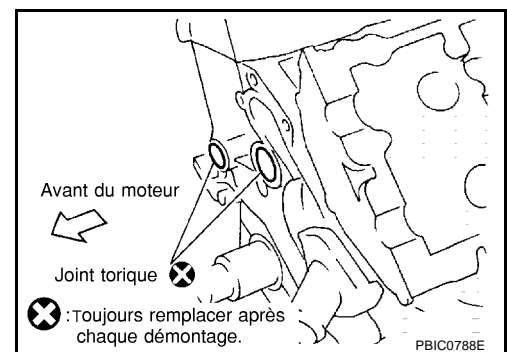 Avant du moteur
Joint torique
:Toujours remplacer après
chaque démontage.
PBIC0788E